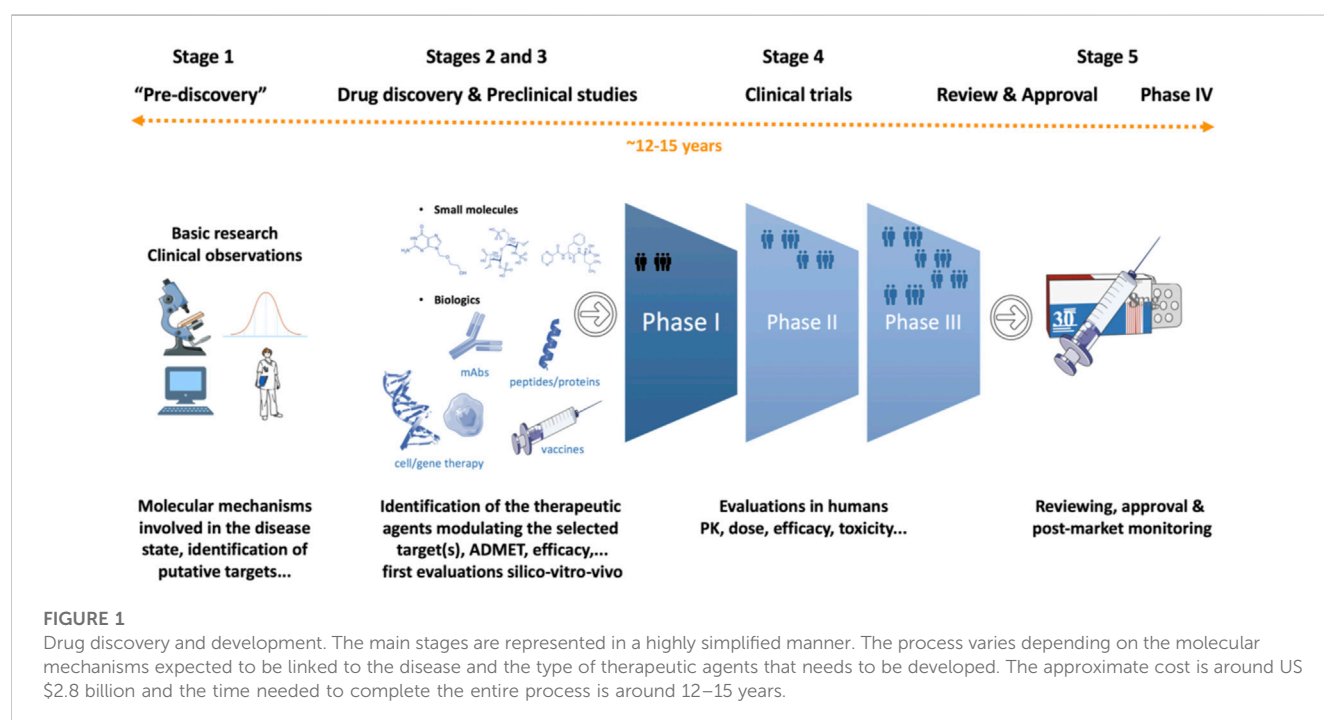 Stage 1
Stages 2 and 3
Stage 4
Stage 5
“Pre-discovery”
Drug discovery & Preclinical studies
Clinical trials
Review & Approval
Phase IV
~12-15 years
Basic research
Clinical observations
• Small molecules
• Biologics
mAbs
peptides/proteins
cell/gene therapy
vaccines
Phase I
Phase II
Phase III
30
8mg
Molecular mechanisms
involved in the disease
state, identification of
putative targets...
Identification of the therapeutic
agents modulating the selected
target(s), ADMET, efficacy,...
first evaluations silico-vitro-vivo
Evaluations in humans
PK, dose, efficacy, toxicity...
Reviewing, approval &
post-market monitoring
FIGURE 1
Drug discovery and development. The main stages are represented in a highly simplified manner. The process varies depending on the molecular
mechanisms expected to be linked to the disease and the type of therapeutic agents that needs to be developed. The approximate cost is around US
$2.8 billion and the time needed to complete the entire process is around 12–15 years.